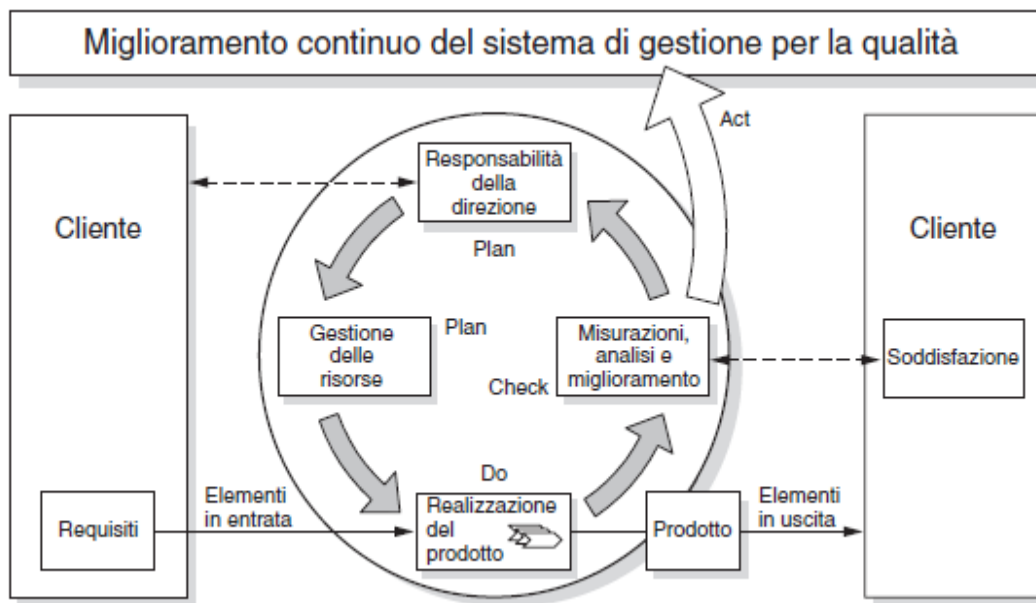 Miglioramento continuo del sistema di gestione per la qualità
Act
Responsabilità
della
direzione
Cliente
Cliente
Plan
Gestione
delle
risorse
Plan
Misurazioni,
analisi e
miglioramento
Soddisfazione
Check
Do
Requisiti
Elementi
in entrata
Realizzazione
del
prodotto
Prodotto
Elementi
in uscita